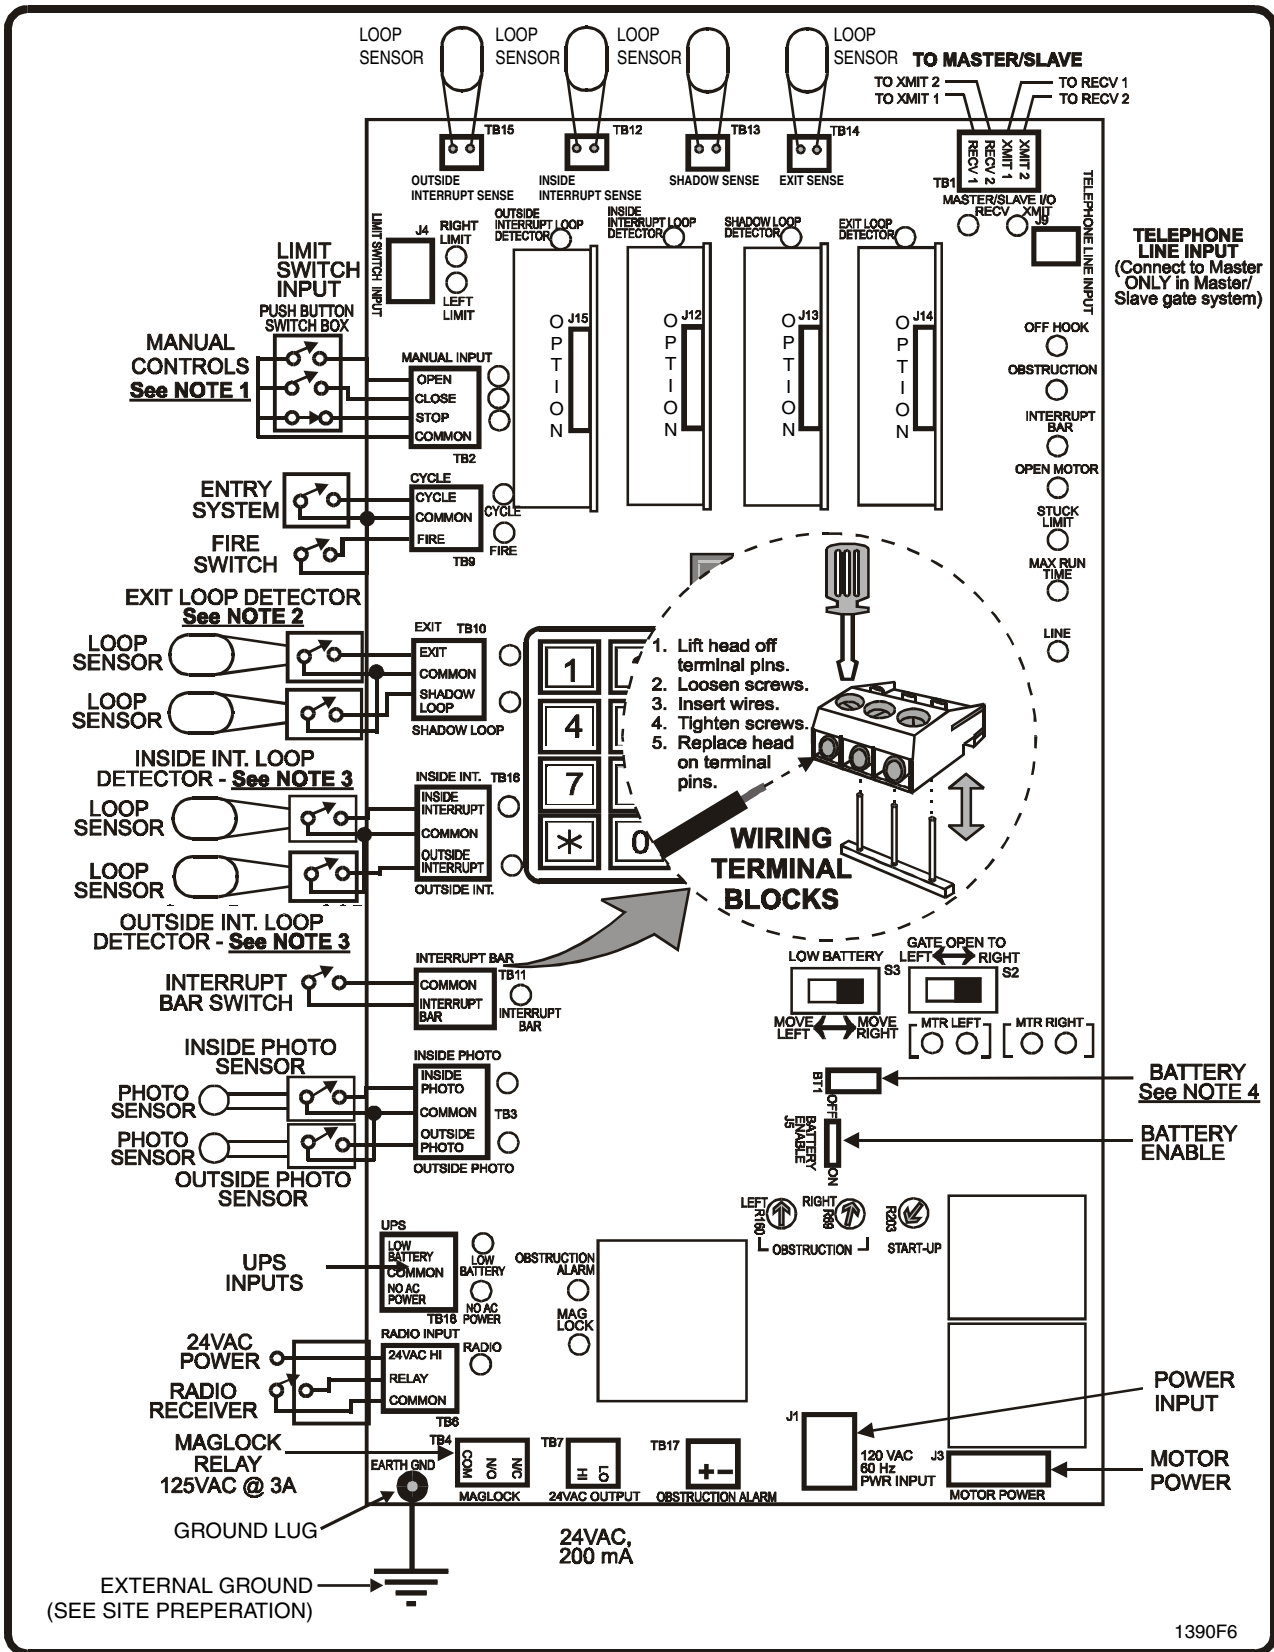 LOOP
SENSOR
LOOP
SENSOR
LOOP
SENSOR
LOOP
SENSOR
TO MASTER/SLAVE
TO XMIT 2
TO XMIT 1
TO RECV 1
TO RECV 2
TB15
TB12
TB13
TB14
RECV 1
RECV 2
XMIT 1
XMIT 2
TB1
OUTSIDE
INTERRUPT SENSE
INSIDE
INTERRUPT SENSE
SHADOW SENSE
EXIT SENSE
MASTER/SLAVE I/O
RECV
XMIT
J9
TELEPHONE LINE INPUT
TELEPHONE
LINE INPUT
(Connect to Master
ONLY in Master/
Slave gate system)
LIMIT SWITCH INPUT
J4
RIGHT
LIMIT
LEFT
LIMIT
OUTSIDE
INTERRUPT LOOP
DETECTOR
INSIDE
INTERRUPT LOOP
DETECTOR
SHADOW LOOP
DETECTOR
EXIT LOOP
DETECTOR
LIMIT
SWITCH
INPUT
PUSH BUTTON
SWITCH BOX
MANUAL
CONTROLS
See NOTE 1
MANUAL INPUT
OPEN
CLOSE
STOP
COMMON
TB2
OPTION
J15
OPTION
J12
OPTION
J13
OPTION
J14
OFF HOOK
OBSTRUCTION
INTERRUPT
BAR
OPEN MOTOR
STUCK
LIMIT
MAX RUN
TIME
LINE
ENTRY
SYSTEM
FIRE
SWITCH
CYCLE
CYCLE
COMMON
FIRE
TB9
CYCLE
FIRE
EXIT LOOP DETECTOR
See NOTE 2
LOOP
SENSOR
LOOP
SENSOR
EXIT
TB10
EXIT
COMMON
SHADOW
LOOP
SHADOW LOOP
INSIDE INT. LOOP
DETECTOR - See NOTE 3
LOOP
SENSOR
LOOP
SENSOR
INSIDE INT.
TB16
INSIDE
INTERRUPT
COMMON
OUTSIDE
INTERRUPT
OUTSIDE INT.
OUTSIDE INT. LOOP
DETECTOR - See NOTE 3
1
4
7
*
0
1. Lift head off
terminal pins.
2. Loosen screws.
3. Insert wires.
4. Tighten screws.
5. Replace head
on terminal
pins.
WIRING
TERMINAL
BLOCKS
INTERRUPT
BAR SWITCH
INTERRUPT BAR
TB11
COMMON
INTERRUPT
BAR
INTERRUPT
BAR
LOW BATTERY
S3
MOVE
LEFT
MOVE
RIGHT
GATE OPEN TO
LEFT
RIGHT
S2
MTR LEFT
MTR RIGHT
INSIDE PHOTO
SENSOR
PHOTO
SENSOR
PHOTO
SENSOR
OUTSIDE PHOTO
SENSOR
INSIDE PHOTO
INSIDE
PHOTO
COMMON
OUTSIDE
PHOTO
TB3
OUTSIDE PHOTO
BT1
BATTERY
See NOTE 4
OFF
J5
BATTERY
ENABLE
ON
BATTERY
ENABLE
LEFT
R160
RIGHT
R69
OBSTRUCTION
R203
START-UP
UPS
INPUTS
UPS
LOW
BATTERY
COMMON
NO AC
POWER
TB18
LOW
BATTERY
NO AC
POWER
OBSTRUCTION
ALARM
MAG
LOCK
24VAC
POWER
RADIO
RECEIVER
RADIO INPUT
24VAC HI
RELAY
COMMON
TB6
RADIO
MAGLOCK
RELAY
125VAC @ 3A
EARTH GND
TB4
COM
N/O
N/C
MAGLOCK
TB7
HI
LO
24VAC OUTPUT
TB17
+ −
OBSTRUCTION ALARM
J1
120 VAC
60 Hz
PWR INPUT
J3
MOTOR POWER
POWER
INPUT
MOTOR
POWER
GROUND LUG
24VAC,
200 mA
EXTERNAL GROUND
(SEE SITE PREPERATION)
1390F6